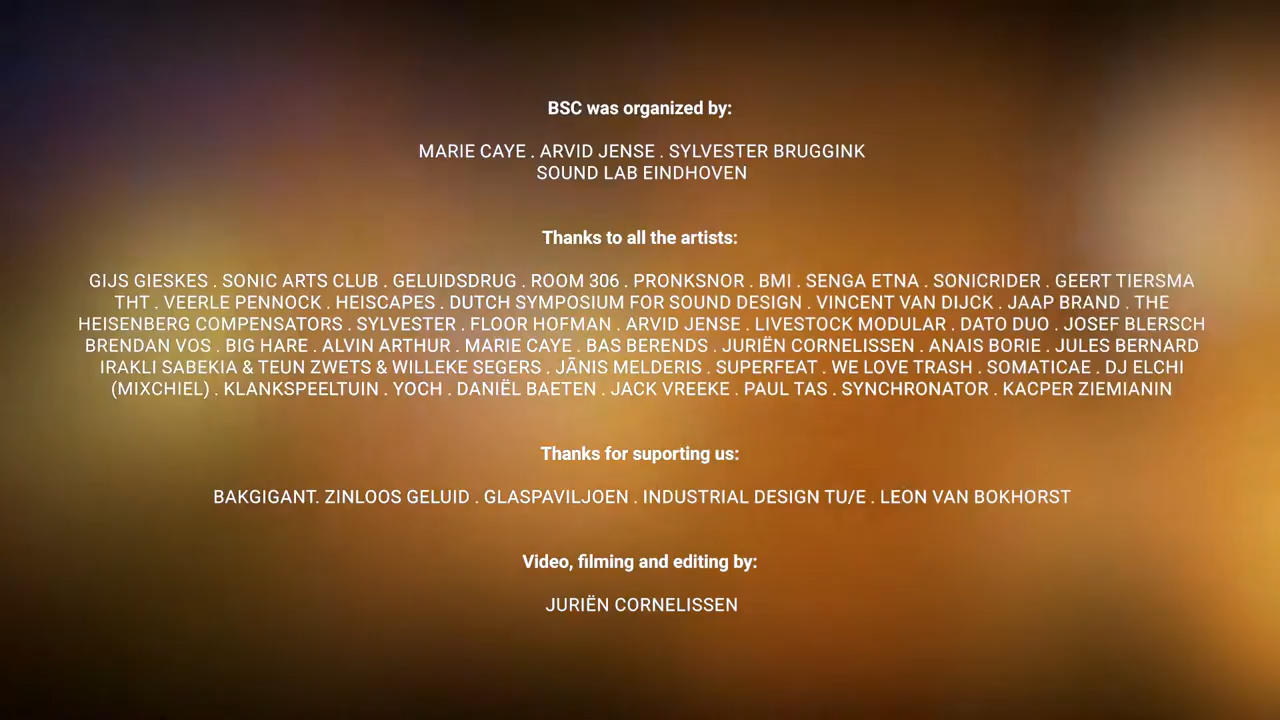 BSC was organized by:
MARIE CAYE . ARVID JENSE . SYLVESTER BRUGGINK
SOUND LAB EINDHOVEN
Thanks to all the artists:
GIJS GIESKES . SONIC ARTS CLUB . GELUIDSDRUG . ROOM 306 . PRONKSNOR . BMI . SENGA ETNA . SONICRIDER . GEERT TIERSMA
THT . VEERLE PENNOCK . HEISCAPES . DUTCH SYMPOSIUM FOR SOUND DESIGN . VINCENT VAN DIJCK . JAAP BRAND . THE
HEISENBERG COMPENSATORS . SYLVESTER . FLOOR HOFMAN . ARVID JENSE . LIVESTOCK MODULAR . DATO DUO . JOSEF BLERSCH
BRENDAN VOS . BIG HARE . ALVIN ARTHUR . MARIE CAYE . BAS BERENDS . JURIËN CORNELISSEN . ANAIS BORIE . JULES BERNARD
IRAKLI SABEKIA & TEUN ZWETS & WILLEKE SEGERS . JĀNIS MELDERIS . SUPERFEAT . WE LOVE TRASH . SOMATICAE . DJ ELCHI
(MIXCHIEL) . KLANKSPEELTUIN . YOCH . DANIËL BAETEN . JACK VREEKE . PAUL TAS . SYNCHRONATOR . KACPER ZIEMIANIN
Thanks for suporting us:
BAKGIGANT. ZINLOOS GELUID . GLASPAVILJOEN . INDUSTRIAL DESIGN TU/E . LEON VAN BOKHORST
Video, filming and editing by:
JURIËN CORNELISSEN